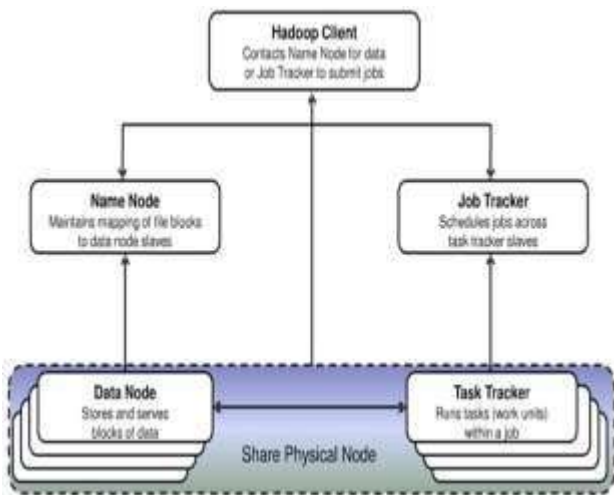 Hadoop Client
Contacts Name Node for data
or Job Tracker to submit jobs
Name Node
Maintains mapping of file blocks
to data node slaves
Job Tracker
Schedules jobs across
task tracker slaves
Data Node
Stores and serves
blocks of data
Task Tracker
Runs tasks (work units)
within a job
Share Physical Node